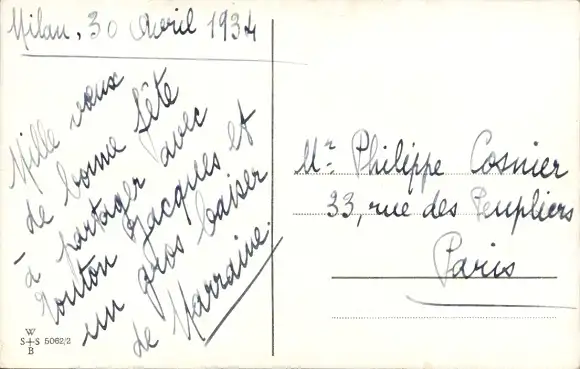 Milan, 30 Avril 1934
Mille vœux
de bonne fête
à partager avec
Tonton Jacques et
un gros baiser
de Marraine.
Mr. Philippe Cosnier
33, rue des Peupliers
Paris
W
S+S 5062/2
B